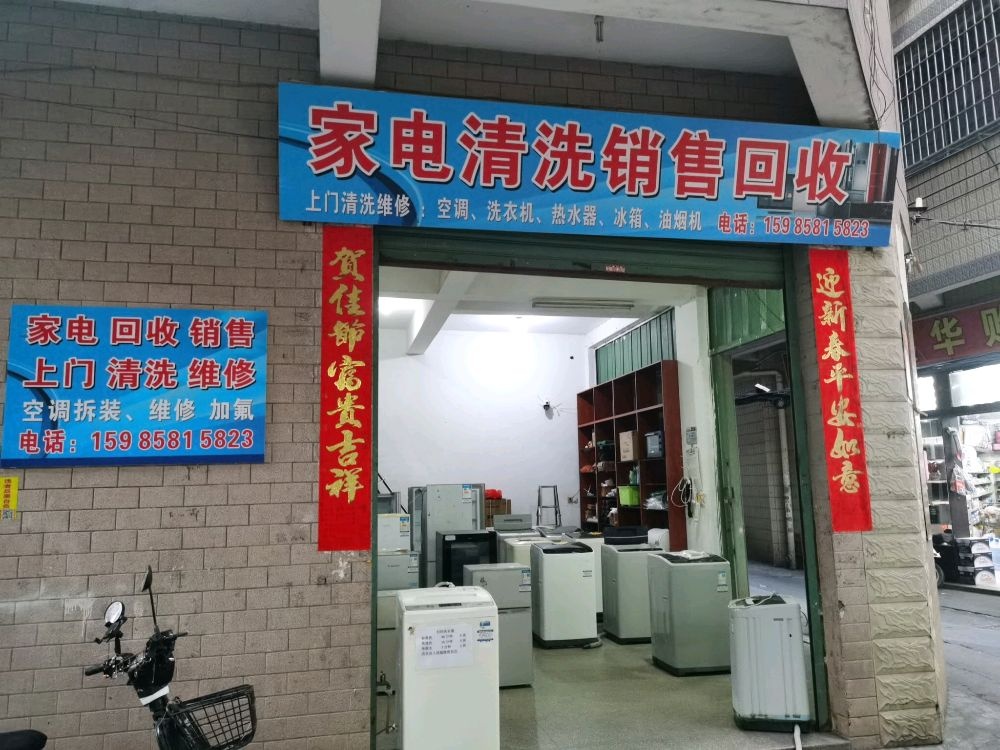 家电清洗销售回收
上门清洗维修：空调、洗衣机、热水器、冰箱、油烟机 电话：159 8581 5823
贺佳节富贵吉祥
迎新春平安如意
家电 回收 销售
上门 清洗 维修
空调拆装、维修 加氟
电话：159 8581 5823
华